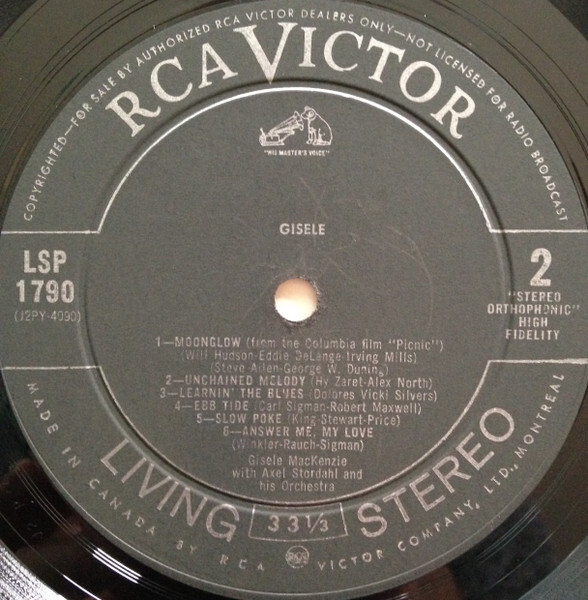 COPYRIGHTED—FOR SALE BY AUTHORIZED RCA VICTOR DEALERS ONLY—NOT LICENSED FOR RADIO BROADCAST
RCA VICTOR
"HIS MASTER'S VOICE"
GISELE
LSP
1790
(J2PY-4090)
2
"STEREO
ORTHOPHONIC"
HIGH
FIDELITY
1—MOONGLOW (from the Columbia film "Picnic")
(Will Hudson-Eddie DeLange-Irving Mills)
(Steve Allen-George W. Duning)
2—UNCHAINED MELODY (Hy Zaret-Alex North)
3—LEARNIN' THE BLUES (Dolores Vicki Silvers)
4—EBB TIDE (Carl Sigman-Robert Maxwell)
5—SLOW POKE (King-Stewart-Price)
6—ANSWER ME, MY LOVE
(Winkler-Rauch-Sigman)
Gisele MacKenzie
with Axel Stordahl and
his Orchestra
LIVING STEREO
33 1/3
MADE IN CANADA BY RCA VICTOR COMPANY, LTD., MONTREAL